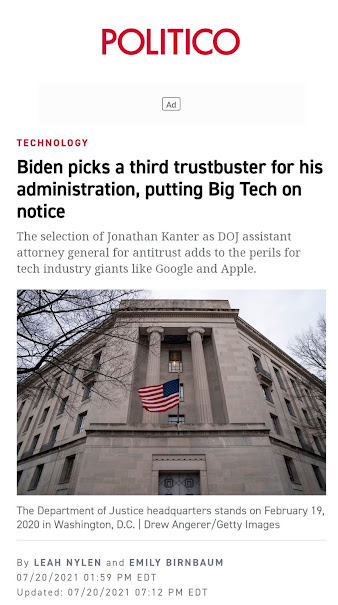 POLITICO
Ad
TECHNOLOGY
Biden picks a third trustbuster for his
administration, putting Big Tech on
notice
The selection of Jonathan Kanter as DOJ assistant
attorney general for antitrust adds to the perils for
tech industry giants like Google and Apple.
The Department of Justice headquarters stands on February 19,
2020 in Washington, D.C. | Drew Angerer/Getty Images
By LEAH NYLEN and EMILY BIRNBAUM
07/20/2021 01:59 PM EDT
Updated: 07/20/2021 07:12 PM EDT